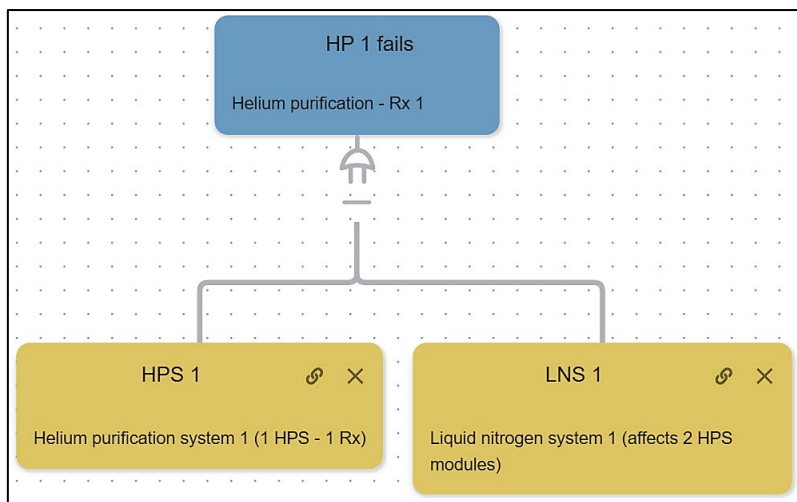 HP 1 fails
Helium purification - Rx 1
HPS 1
Helium purification system 1 (1 HPS - 1 Rx)
LNS 1
Liquid nitrogen system 1 (affects 2 HPS
modules)